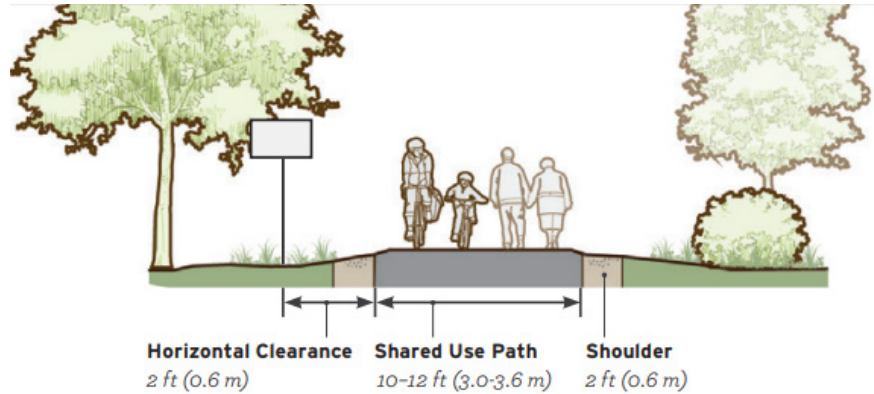 Horizontal Clearance
2 ft (0.6 m)
Shared Use Path
10–12 ft (3.0-3.6 m)
Shoulder
2 ft (0.6 m)